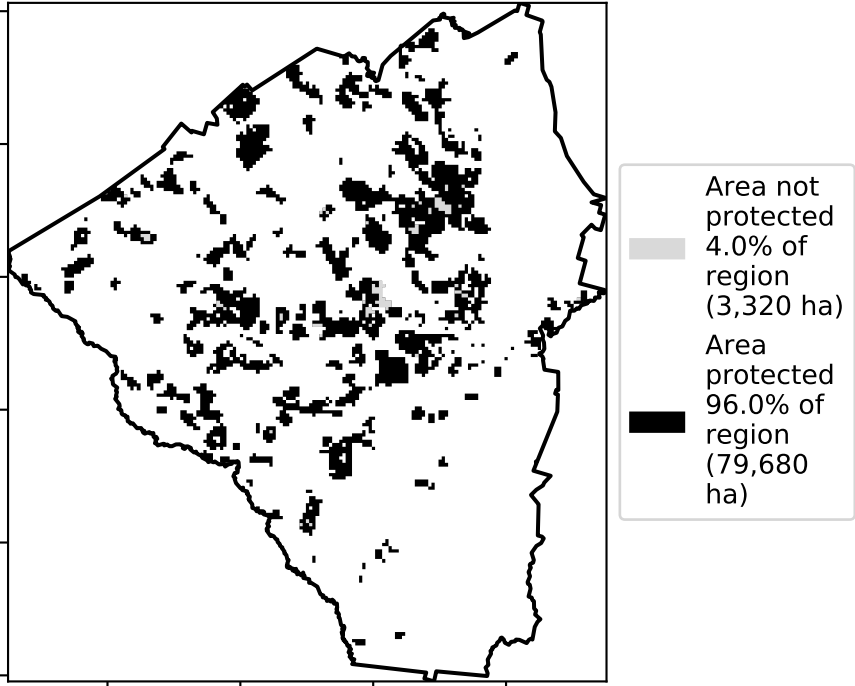 Area not
protected
4.0% of
region
(3,320 ha)
Area
protected
96.0% of
region
(79,680
ha)